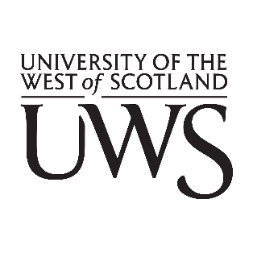 UNIVERSITY OF THE
WEST of SCOTLAND
UWS